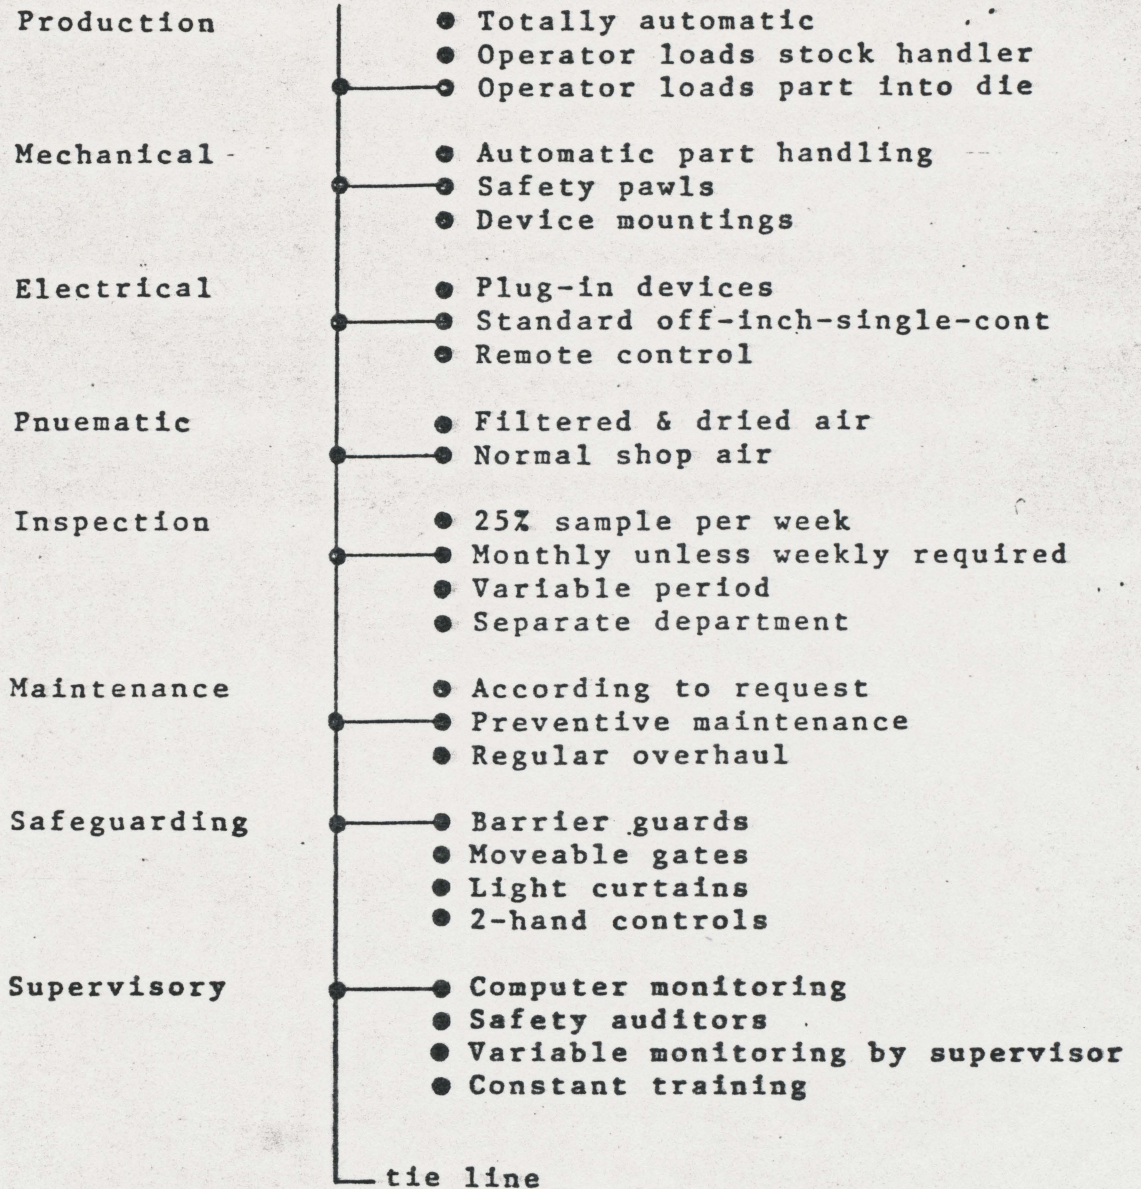 Production ● Totally automatic
● Operator loads stock handler
● Operator loads part into die
Mechanical ● Automatic part handling
● Safety pawls
● Device mountings
Electrical ● Plug-in devices
● Standard off-inch-single-cont
● Remote control
Pnuematic ● Filtered & dried air
● Normal shop air
Inspection ● 25% sample per week
● Monthly unless weekly required
● Variable period
● Separate department
Maintenance ● According to request
● Preventive maintenance
● Regular overhaul
Safeguarding ● Barrier guards
● Moveable gates
● Light curtains
● 2-hand controls
Supervisory ● Computer monitoring
● Safety auditors
● Variable monitoring by supervisor
● Constant training
tie line